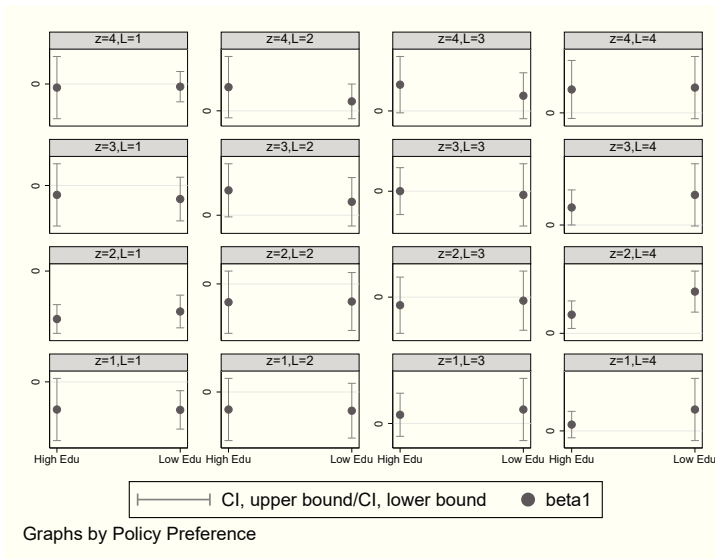 z=4,L=1 z=4,L=2 z=4,L=3 z=4,L=4
0 0 0 0
z=3,L=1 z=3,L=2 z=3,L=3 z=3,L=4
0 0 0 0
z=2,L=1 z=2,L=2 z=2,L=3 z=2,L=4
0 0 0 0
z=1,L=1 z=1,L=2 z=1,L=3 z=1,L=4
0 0 0 0
High Edu Low Edu High Edu Low Edu High Edu Low Edu High Edu Low Edu
CI, upper bound/CI, lower bound beta1
Graphs by Policy Preference